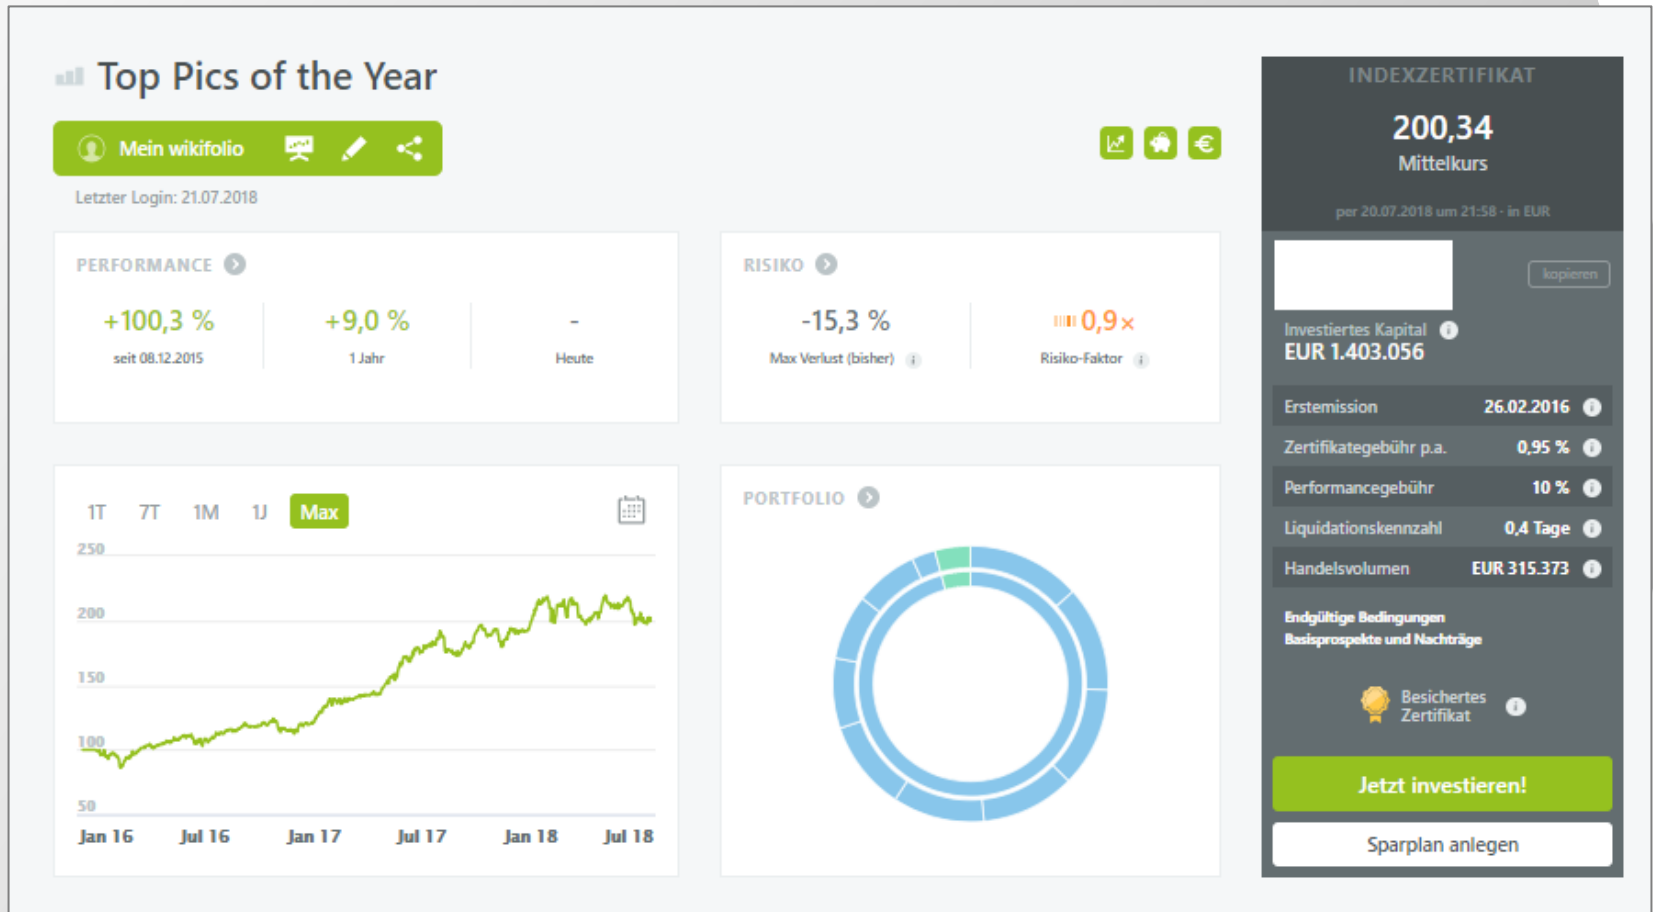 Top Pics of the Year
Mein wikifolio
Letzter Login: 21.07.2018
PERFORMANCE
+100,3 %
seit 08.12.2015
+9,0 %
1 Jahr
-
Heute
RISIKO
-15,3 %
Max Verlust (bisher)
0,9×
Risiko-Faktor
1T 7T 1M 1J Max
250
200
150
100
50
Jan 16 Jul 16 Jan 17 Jul 17 Jan 18 Jul 18
PORTFOLIO
INDEXZERTIFIKAT
200,34
Mittelkurs
per 20.07.2018 um 21:58 - in EUR
kopieren
Investiertes Kapital
EUR 1.403.056
Erstemission 26.02.2016
Zertifikategebühr p.a. 0,95 %
Performancegebühr 10 %
Liquidationskennzahl 0,4 Tage
Handelsvolumen EUR 315.373
Endgültige Bedingungen
Basisprospekte und Nachträge
Besichertes
Zertifikat
Jetzt investieren!
Sparplan anlegen